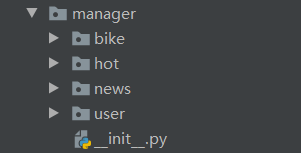 manager
bike
hot
news
user
__init__.py